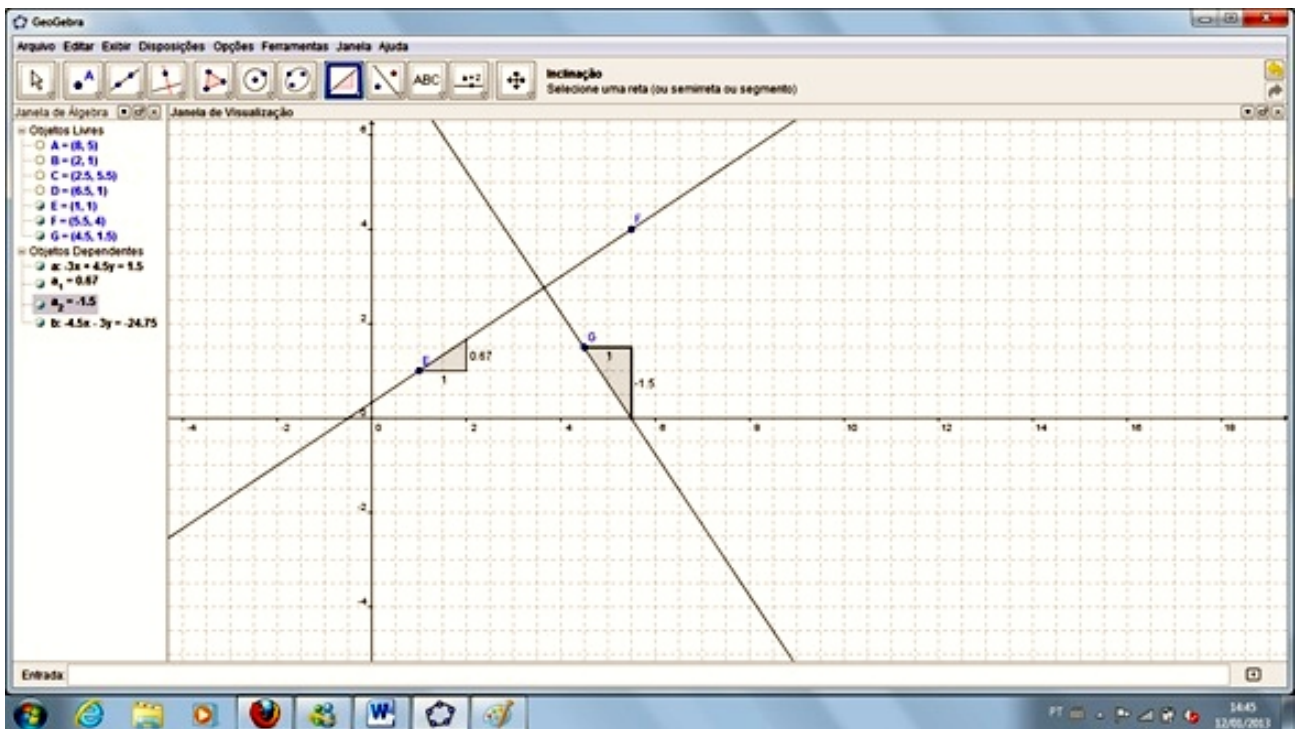 GeoGebra
Arquivo Editar Exibir Disposições Opções Ferramentas Janela Ajuda
A ABC a=2
Inclinação
Selecione uma reta (ou semirreta ou segmento)
Janela de Álgebra
Janela de Visualização
Objetos Livres
B = (2, 1)
C = (2.5, 5.5)
D = (6.5, 1)
E = (1, 1)
F = (5.5, 4)
G = (4.5, 1.5)
Objetos Dependentes
a: -3x + 4.5y = 1.5
a₁ = 0.67
a₂ = -1.5
b: -4.5x - 3y = -24.75
6
4
2
0
-2
-4
-4 -2 0 2 4 6 8 10 12 14 16 18
F
E
0.67
1
G
1
-1.5
Entrada:
W
PT
14:45
12/01/2013